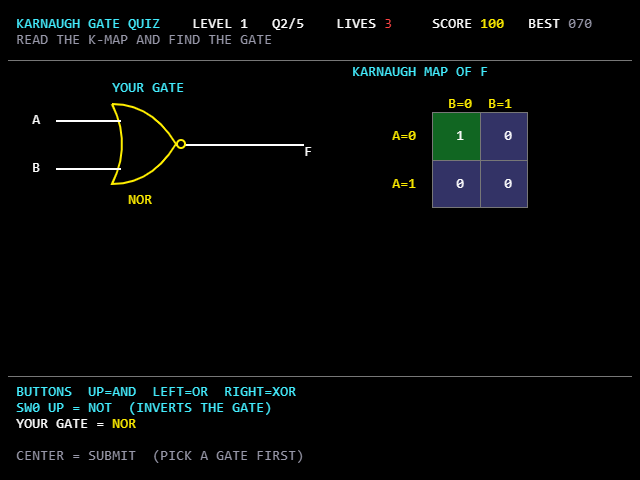 KARNAUGH GATE QUIZ LEVEL 1 Q2/5 LIVES 3 SCORE 100 BEST 070
READ THE K-MAP AND FIND THE GATE
KARNAUGH MAP OF F
YOUR GATE
B=0 B=1
A
A=0 1 0
F
B
A=1 0 0
NOR
BUTTONS UP=AND LEFT=OR RIGHT=XOR
SW0 UP = NOT (INVERTS THE GATE)
YOUR GATE = NOR
CENTER = SUBMIT (PICK A GATE FIRST)